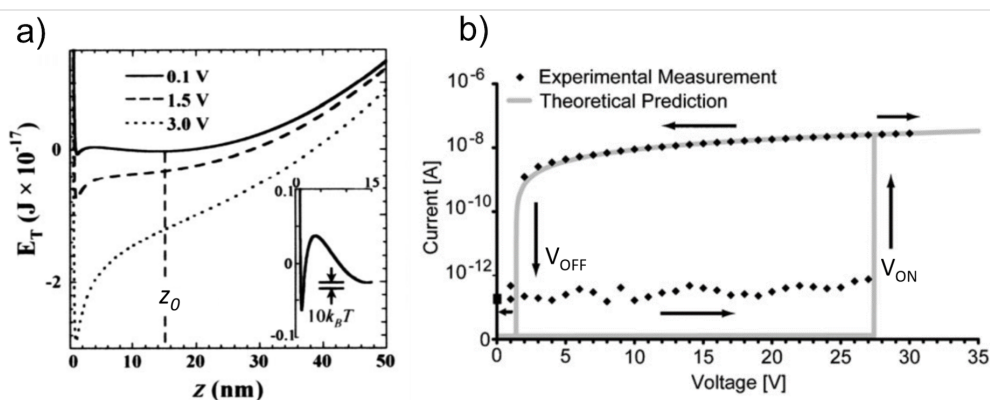 a)
0.1 V
1.5 V
3.0 V
E_T (J × 10⁻¹⁷)
0
-2
z₀
0 15
0.1
0
-0.1
10k_BT
0 10 20 30 40 50
z (nm)
b)
Experimental Measurement
Theoretical Prediction
Current [A]
10⁻⁶
10⁻⁸
10⁻¹⁰
10⁻¹²
0
V_OFF
V_ON
0 5 10 15 20 25 30 35
Voltage [V]